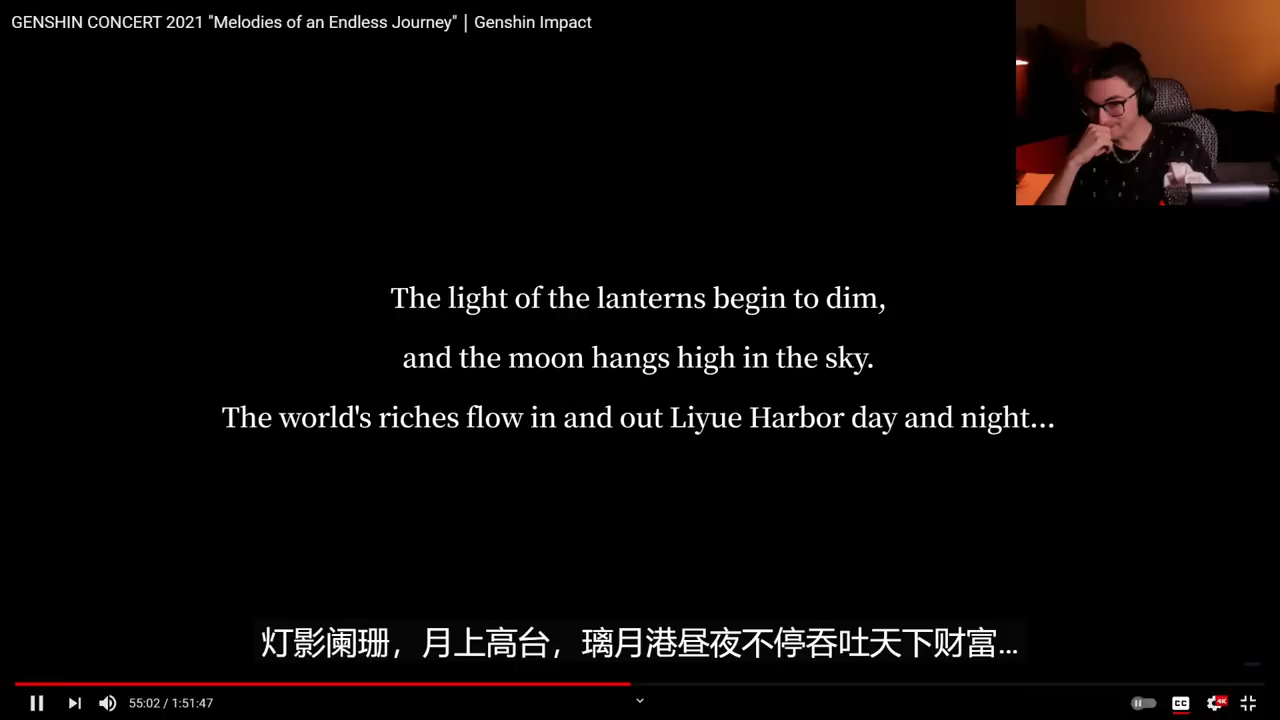 GENSHIN CONCERT 2021 "Melodies of an Endless Journey" | Genshin Impact
The light of the lanterns begin to dim,
and the moon hangs high in the sky.
The world's riches flow in and out Liyue Harbor day and night...
灯影阑珊，月上高台，璃月港昼夜不停吞吐天下财富...
55:02 / 1:51:47
CC
4K